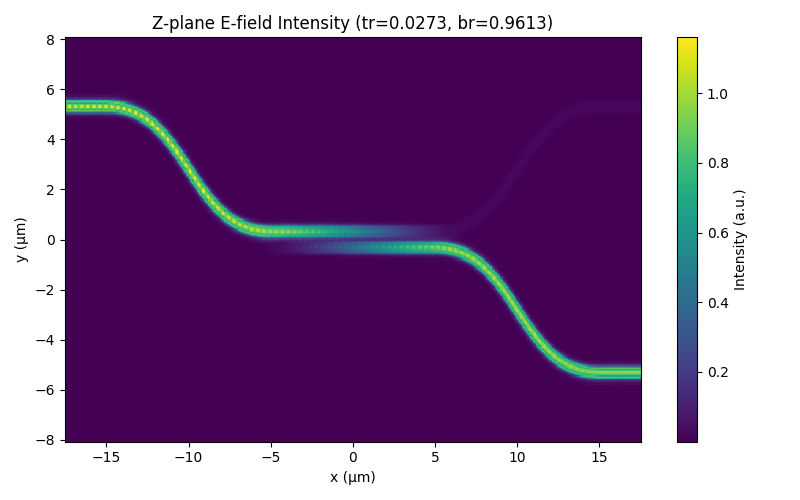 Z-plane E-field Intensity (tr=0.0273, br=0.9613)
8
6
4
2
0
−2
−4
−6
−8
y (μm)
−15 −10 −5 0 5 10 15
x (μm)
1.0
0.8
0.6
0.4
0.2
Intensity (a.u.)